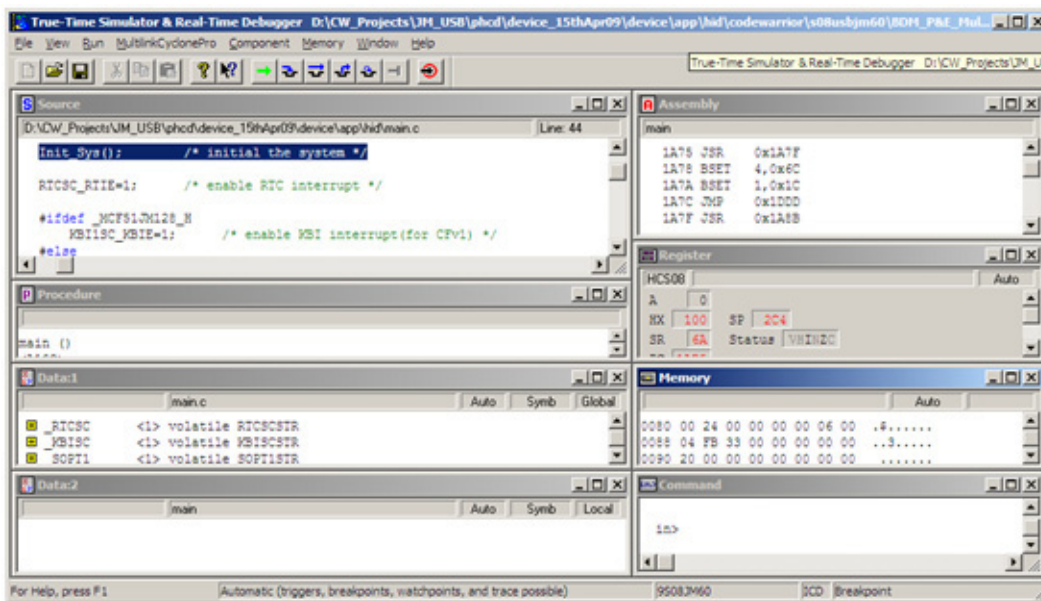 True-Time Simulator & Real-Time Debugger D:\CW_Projects\JM_USB\phcd\device_15thApr09\device\app\hid\codewarrior\s08usbjm60\BDM_P&E_Mul...
File View Run MultilinkCyclonePro Component Memory Window Help
True-Time Simulator & Real-Time Debugger D:\CW_Projects\JM_U
Source
D:\CW_Projects\JM_USB\phcd\device_15thApr09\device\app\hid\main.c Line: 44
Init_Sys(); /* initial the system */
RTCSC_RTIE=1; /* enable RTC interrupt */
#ifdef _MCF51JM128_H
KBI1SC_KBIE=1; /* enable KBI interrupt(for CFv1) */
#else
Assembly
main
1A75 JSR 0x1A7F
1A78 BSET 4,0x6C
1A7A BSET 1,0x1C
1A7C JMP 0x1DDD
1A7F JSR 0x1A8B
Register
HCS08 Auto
A 0
HX 100 SP 2C4
SR 6A Status VHINZC
Procedure
main ()
Data:1
main.c Auto Symb Global
_RTCSC <1> volatile RTCSCSTR
_KBISC <1> volatile KBISCSTR
_SOPT1 <1> volatile SOPT1STR
Memory
Auto
0080 00 24 00 00 00 00 06 00 .$......
0088 04 FB 33 00 00 00 00 00 ..3.....
0090 20 00 00 00 00 00 00 00 .......
Data:2
main Auto Symb Local
Command
in>
For Help, press F1 Automatic (triggers, breakpoints, watchpoints, and trace possible) 9S08JM60 ICD Breakpoint